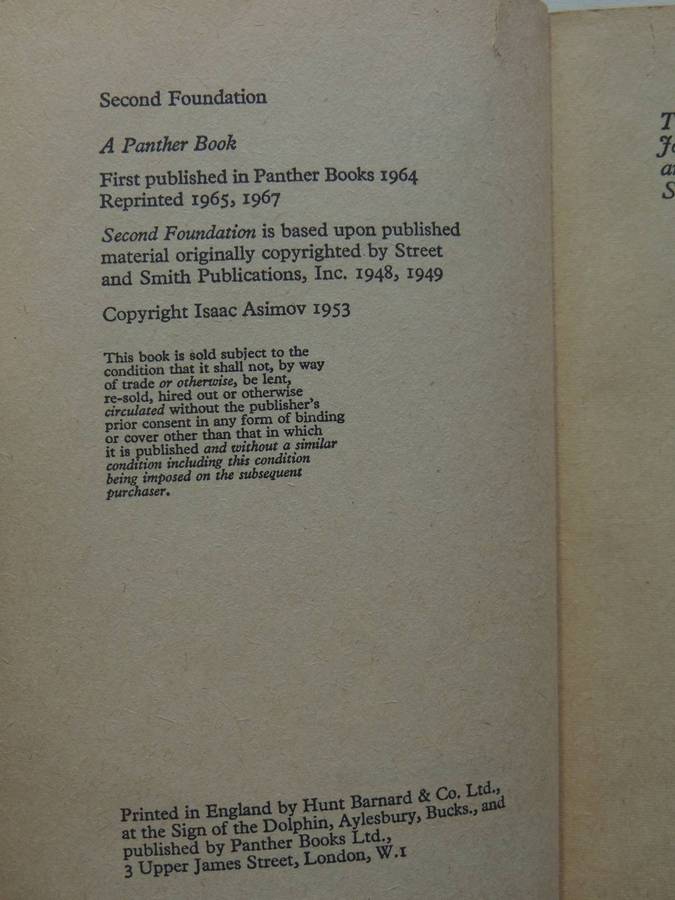 Second Foundation
A Panther Book
First published in Panther Books 1964
Reprinted 1965, 1967
Second Foundation is based upon published
material originally copyrighted by Street
and Smith Publications, Inc. 1948, 1949
Copyright Isaac Asimov 1953
This book is sold subject to the
condition that it shall not, by way
of trade or otherwise, be lent,
re-sold, hired out or otherwise
circulated without the publisher's
prior consent in any form of binding
or cover other than that in which
it is published and without a similar
condition including this condition
being imposed on the subsequent
purchaser.
Printed in England by Hunt Barnard & Co. Ltd.,
at the Sign of the Dolphin, Aylesbury, Bucks., and
published by Panther Books Ltd.,
3 Upper James Street, London, W.1